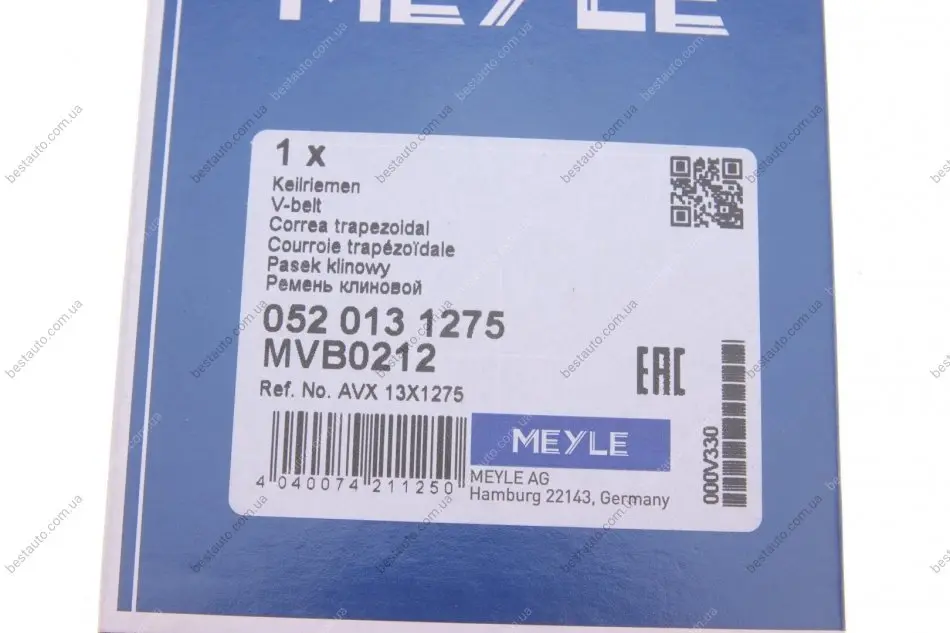 MEYLE
1 x
Keilriemen
V-belt
Correa trapezoidal
Courroie trapézoïdale
Pasek klinowy
Ремень клиновой
052 013 1275
MVB0212
Ref. No. AVX 13X1275
EAC
000V330
4 040074 211250
MEYLE
MEYLE AG
Hamburg 22143, Germany
bestauto.com.ua